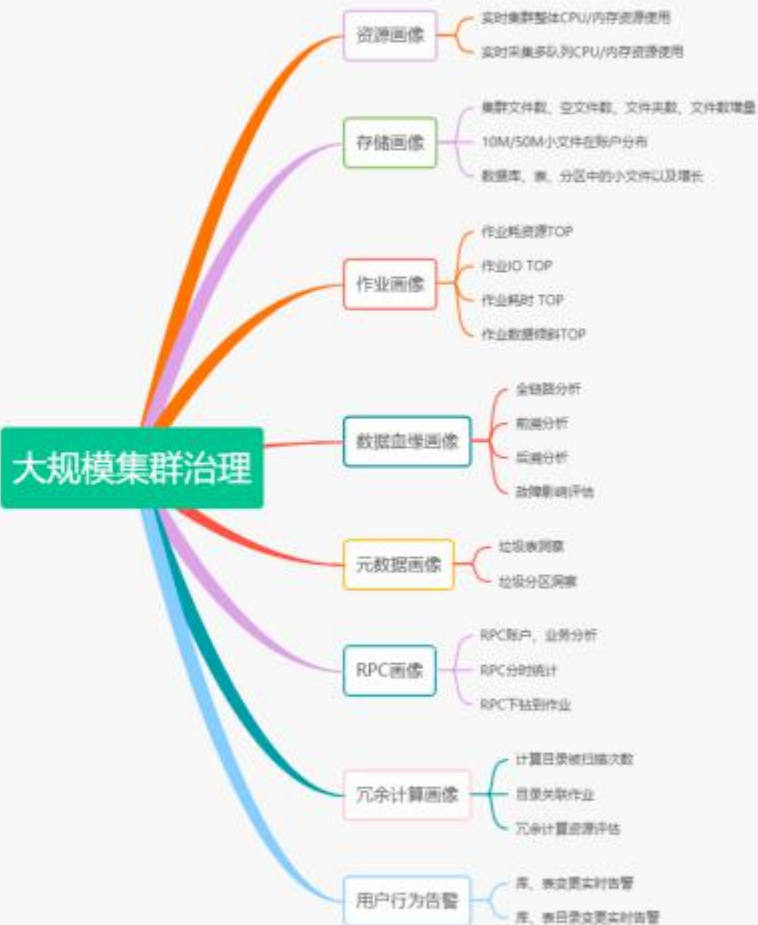 大规模集群治理
资源画像
实时集群整体CPU/内存资源使用
实时采集多队列CPU/内存资源使用
存储画像
集群文件数、空文件数、文件夹数、文件数增量
10M/50M小文件在账户分布
数据库、表、分区中的小文件以及增长
作业画像
作业耗资源TOP
作业IO TOP
作业耗时 TOP
作业数据倾斜TOP
数据血缘画像
全链路分析
前溯分析
后溯分析
故障影响评估
元数据画像
垃圾表洞察
垃圾分区洞察
RPC画像
RPC账户、业务分析
RPC分时统计
RPC下钻到作业
冗余计算画像
计算目录被扫描次数
目录关联作业
冗余计算资源评估
用户行为告警
库、表变更实时告警
库、表目录变更实时告警